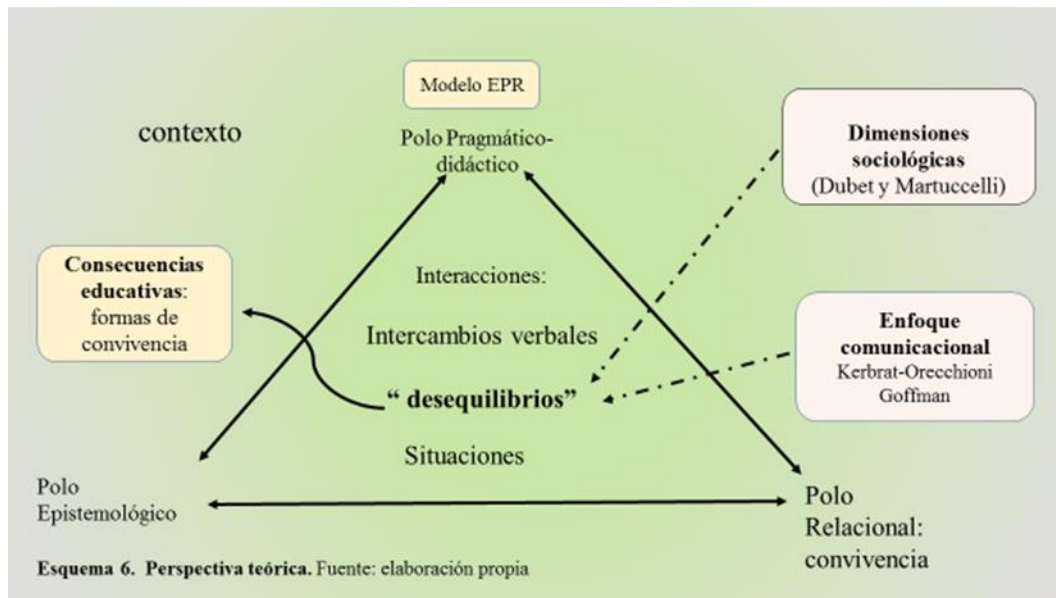 Modelo EPR
contexto
Polo Pragmático-
didáctico
Dimensiones
sociológicas
(Dubet y Martuccelli)
Consecuencias
educativas:
formas de
convivencia
Interacciones:
Intercambios verbales
“ desequilibrios”
Situaciones
Enfoque
comunicacional
Kerbrat-Orecchioni
Goffman
Polo
Epistemológico
Polo
Relacional:
convivencia
Esquema 6. Perspectiva teórica. Fuente: elaboración propia